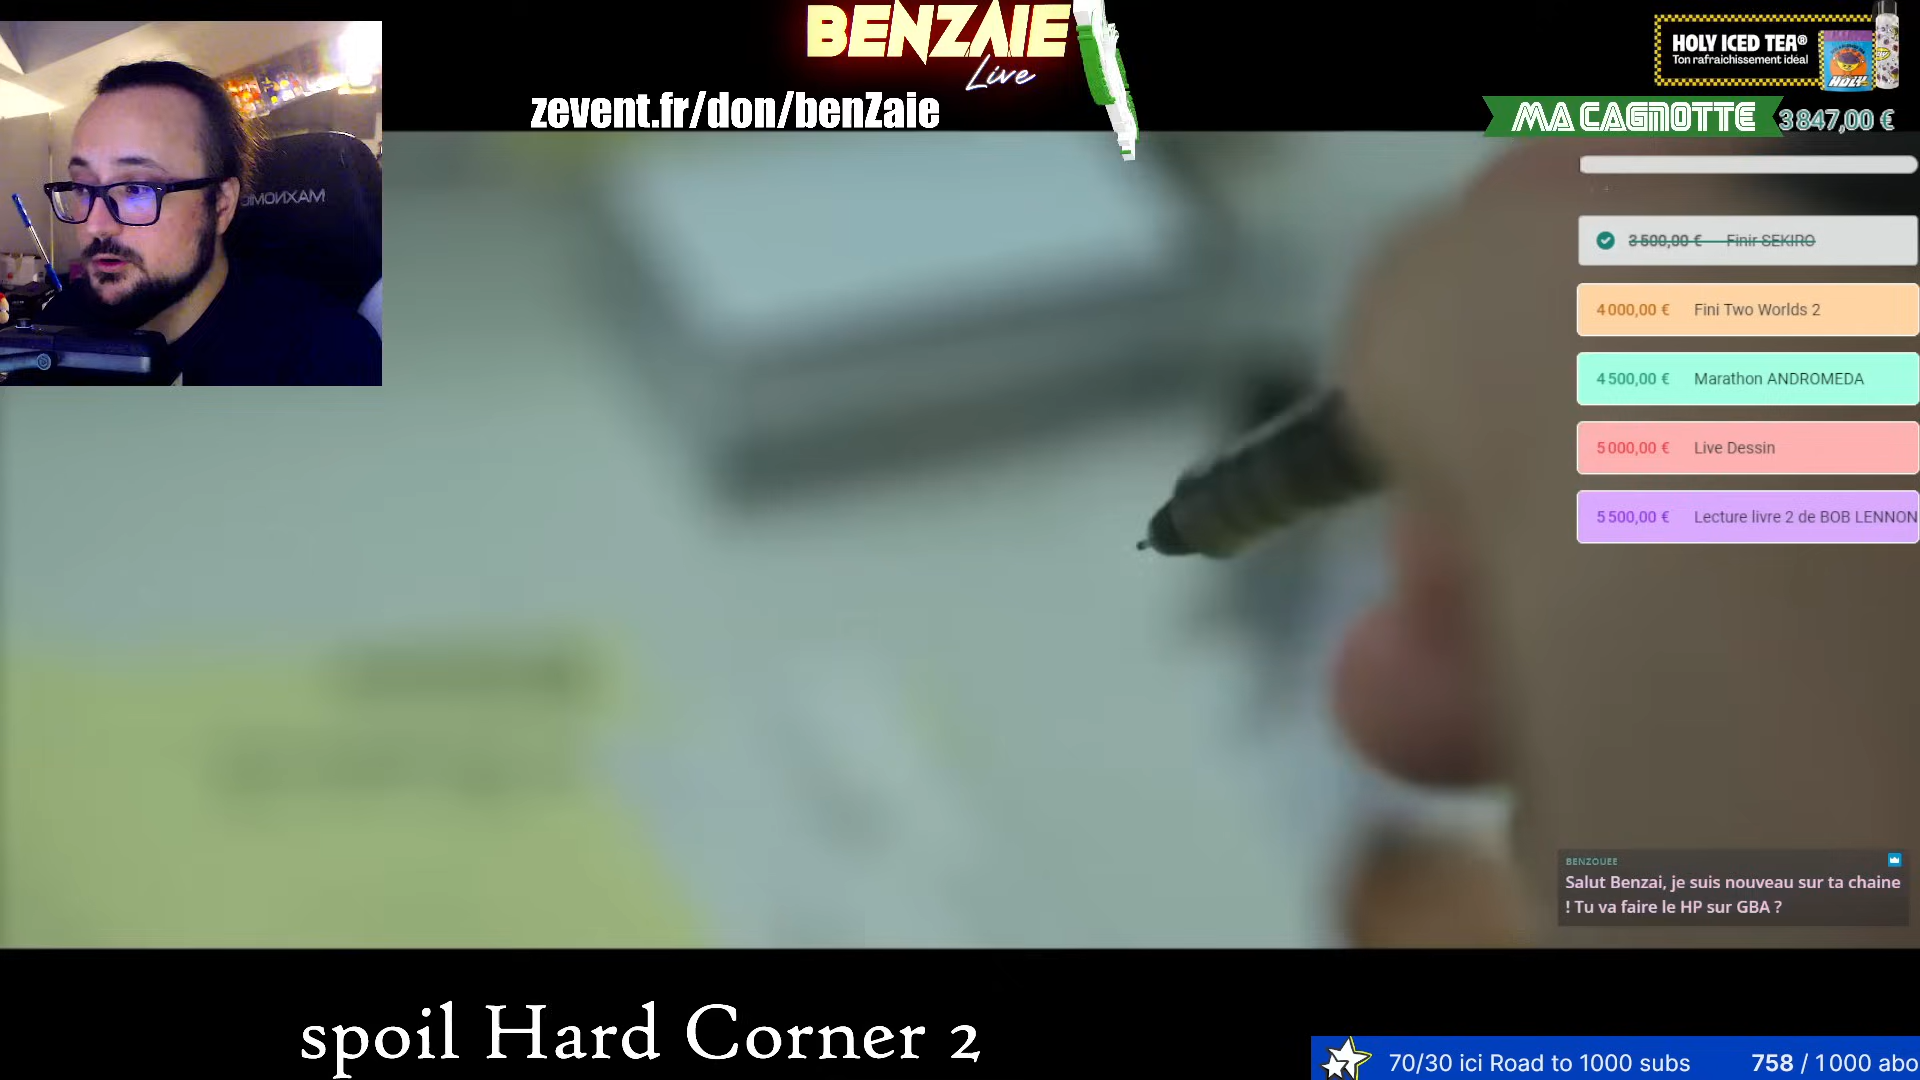 BENZAIE
Live
zevent.fr/don/benZaie
HOLY ICED TEA®
Ton rafraichissement idéal
HOLY
MA CAGNOTTE 3 847,00 €
MAXNOMIC
3 500,00 € Finir SEKIRO
4 000,00 € Fini Two Worlds 2
4 500,00 € Marathon ANDROMEDA
5 000,00 € Live Dessin
5 500,00 € Lecture livre 2 de BOB LENNON
BENZOUEE
Salut Benzai, je suis nouveau sur ta chaine
! Tu va faire le HP sur GBA ?
spoil Hard Corner 2
70/30 ici Road to 1000 subs 758 / 1000 abo